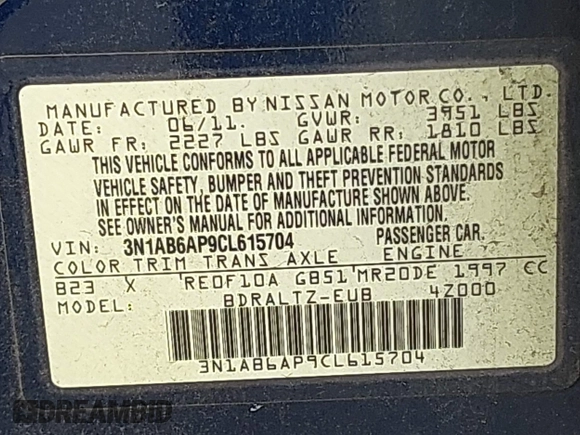 MANUFACTURED BY NISSAN MOTOR CO., LTD.
DATE: 06/11. GVWR: 3951 LBS
GAWR FR: 2227 LBS GAWR RR: 1810 LBS
THIS VEHICLE CONFORMS TO ALL APPLICABLE FEDERAL MOTOR
VEHICLE SAFETY, BUMPER AND THEFT PREVENTION STANDARDS
IN EFFECT ON THE DATE OF MANUFACTURE SHOWN ABOVE.
SEE OWNER'S MANUAL FOR ADDITIONAL INFORMATION.
VIN: 3N1AB6AP9CL615704 PASSENGER CAR.
COLOR TRIM TRANS AXLE ENGINE
B23 X RE0F10A GB51 MR20DE 1997 CC
MODEL: BDRALTZ-EUB 4Z000
3N1AB6AP9CL615704
DREAMBID